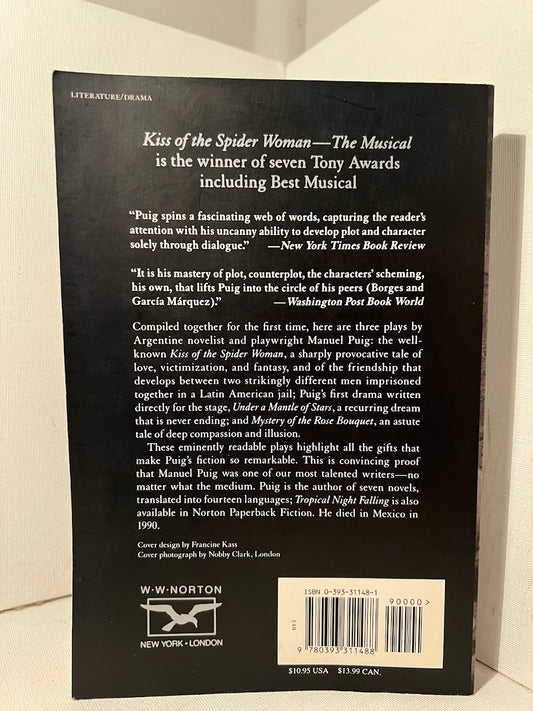 LITERATURE/DRAMA
Kiss of the Spider Woman—The Musical
is the winner of seven Tony Awards
including Best Musical
“Puig spins a fascinating web of words, capturing the reader’s
attention with his uncanny ability to develop plot and character
solely through dialogue.” —New York Times Book Review
“It is his mastery of plot, counterplot, the characters’ scheming,
his own, that lifts Puig into the circle of his peers (Borges and
García Márquez).” —Washington Post Book World
Compiled together for the first time, here are three plays by
Argentine novelist and playwright Manuel Puig: the well-
known Kiss of the Spider Woman, a sharply provocative tale of
love, victimization, and fantasy, and of the friendship that
develops between two strikingly different men imprisoned
together in a Latin American jail; Puig’s first drama written
directly for the stage, Under a Mantle of Stars, a recurring dream
that is never ending; and Mystery of the Rose Bouquet, an astute
tale of deep compassion and illusion.
These eminently readable plays highlight all the gifts that
make Puig’s fiction so remarkable. This is convincing proof
that Manuel Puig was one of our most talented writers—no
matter what the medium. Puig is the author of seven novels,
translated into fourteen languages; Tropical Night Falling is also
available in Norton Paperback Fiction. He died in Mexico in
1990.
Cover design by Francine Kass
Cover photograph by Nobby Clark, London
W·W·NORTON
NEW YORK · LONDON
ISBN 0-393-31148-1
90000>
CAN
9 780393 311488
$10.95 USA $13.99 CAN.